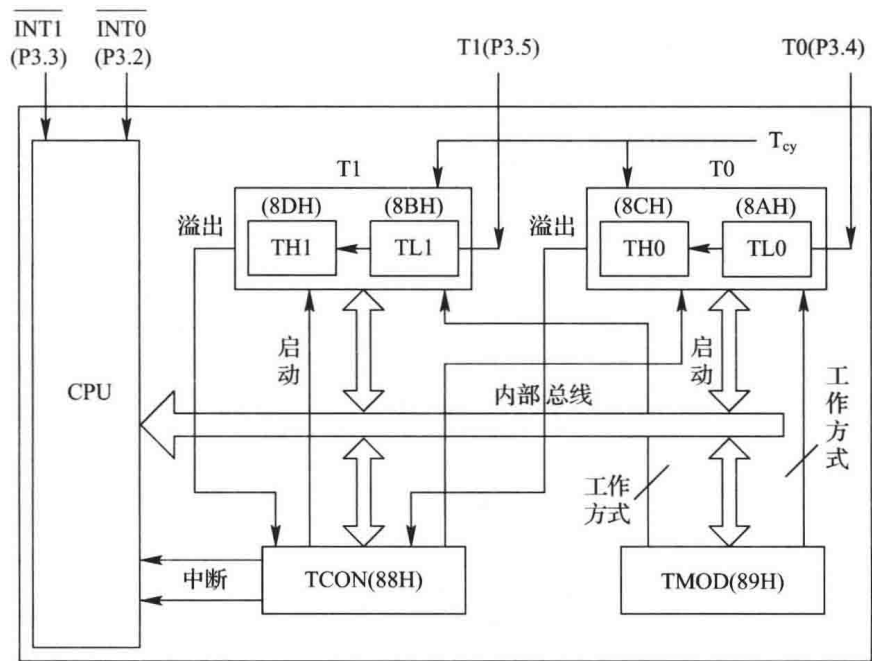 INT1
(P3.3)
INT0
(P3.2)
T1(P3.5)
T0(P3.4)
Tcy
T1
T0
(8DH)
(8BH)
(8CH)
(8AH)
溢出
TH1
TL1
溢出
TH0
TL0
启动
启动
CPU
内部总线
工作方式
工作
方式
中断
TCON(88H)
TMOD(89H)